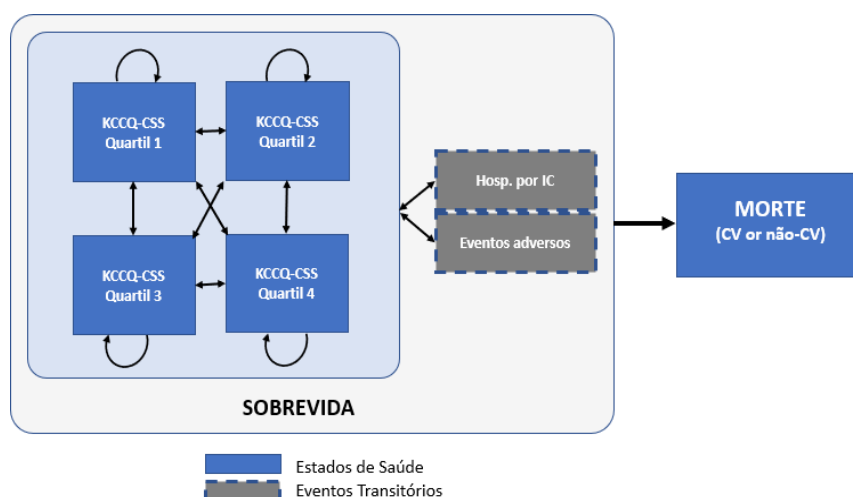 KCCQ-CSS
Quartil 1
KCCQ-CSS
Quartil 2
KCCQ-CSS
Quartil 3
KCCQ-CSS
Quartil 4
Hosp. por IC
Eventos adversos
MORTE
(CV or não-CV)
SOBREVIDA
Estados de Saúde
Eventos Transitórios